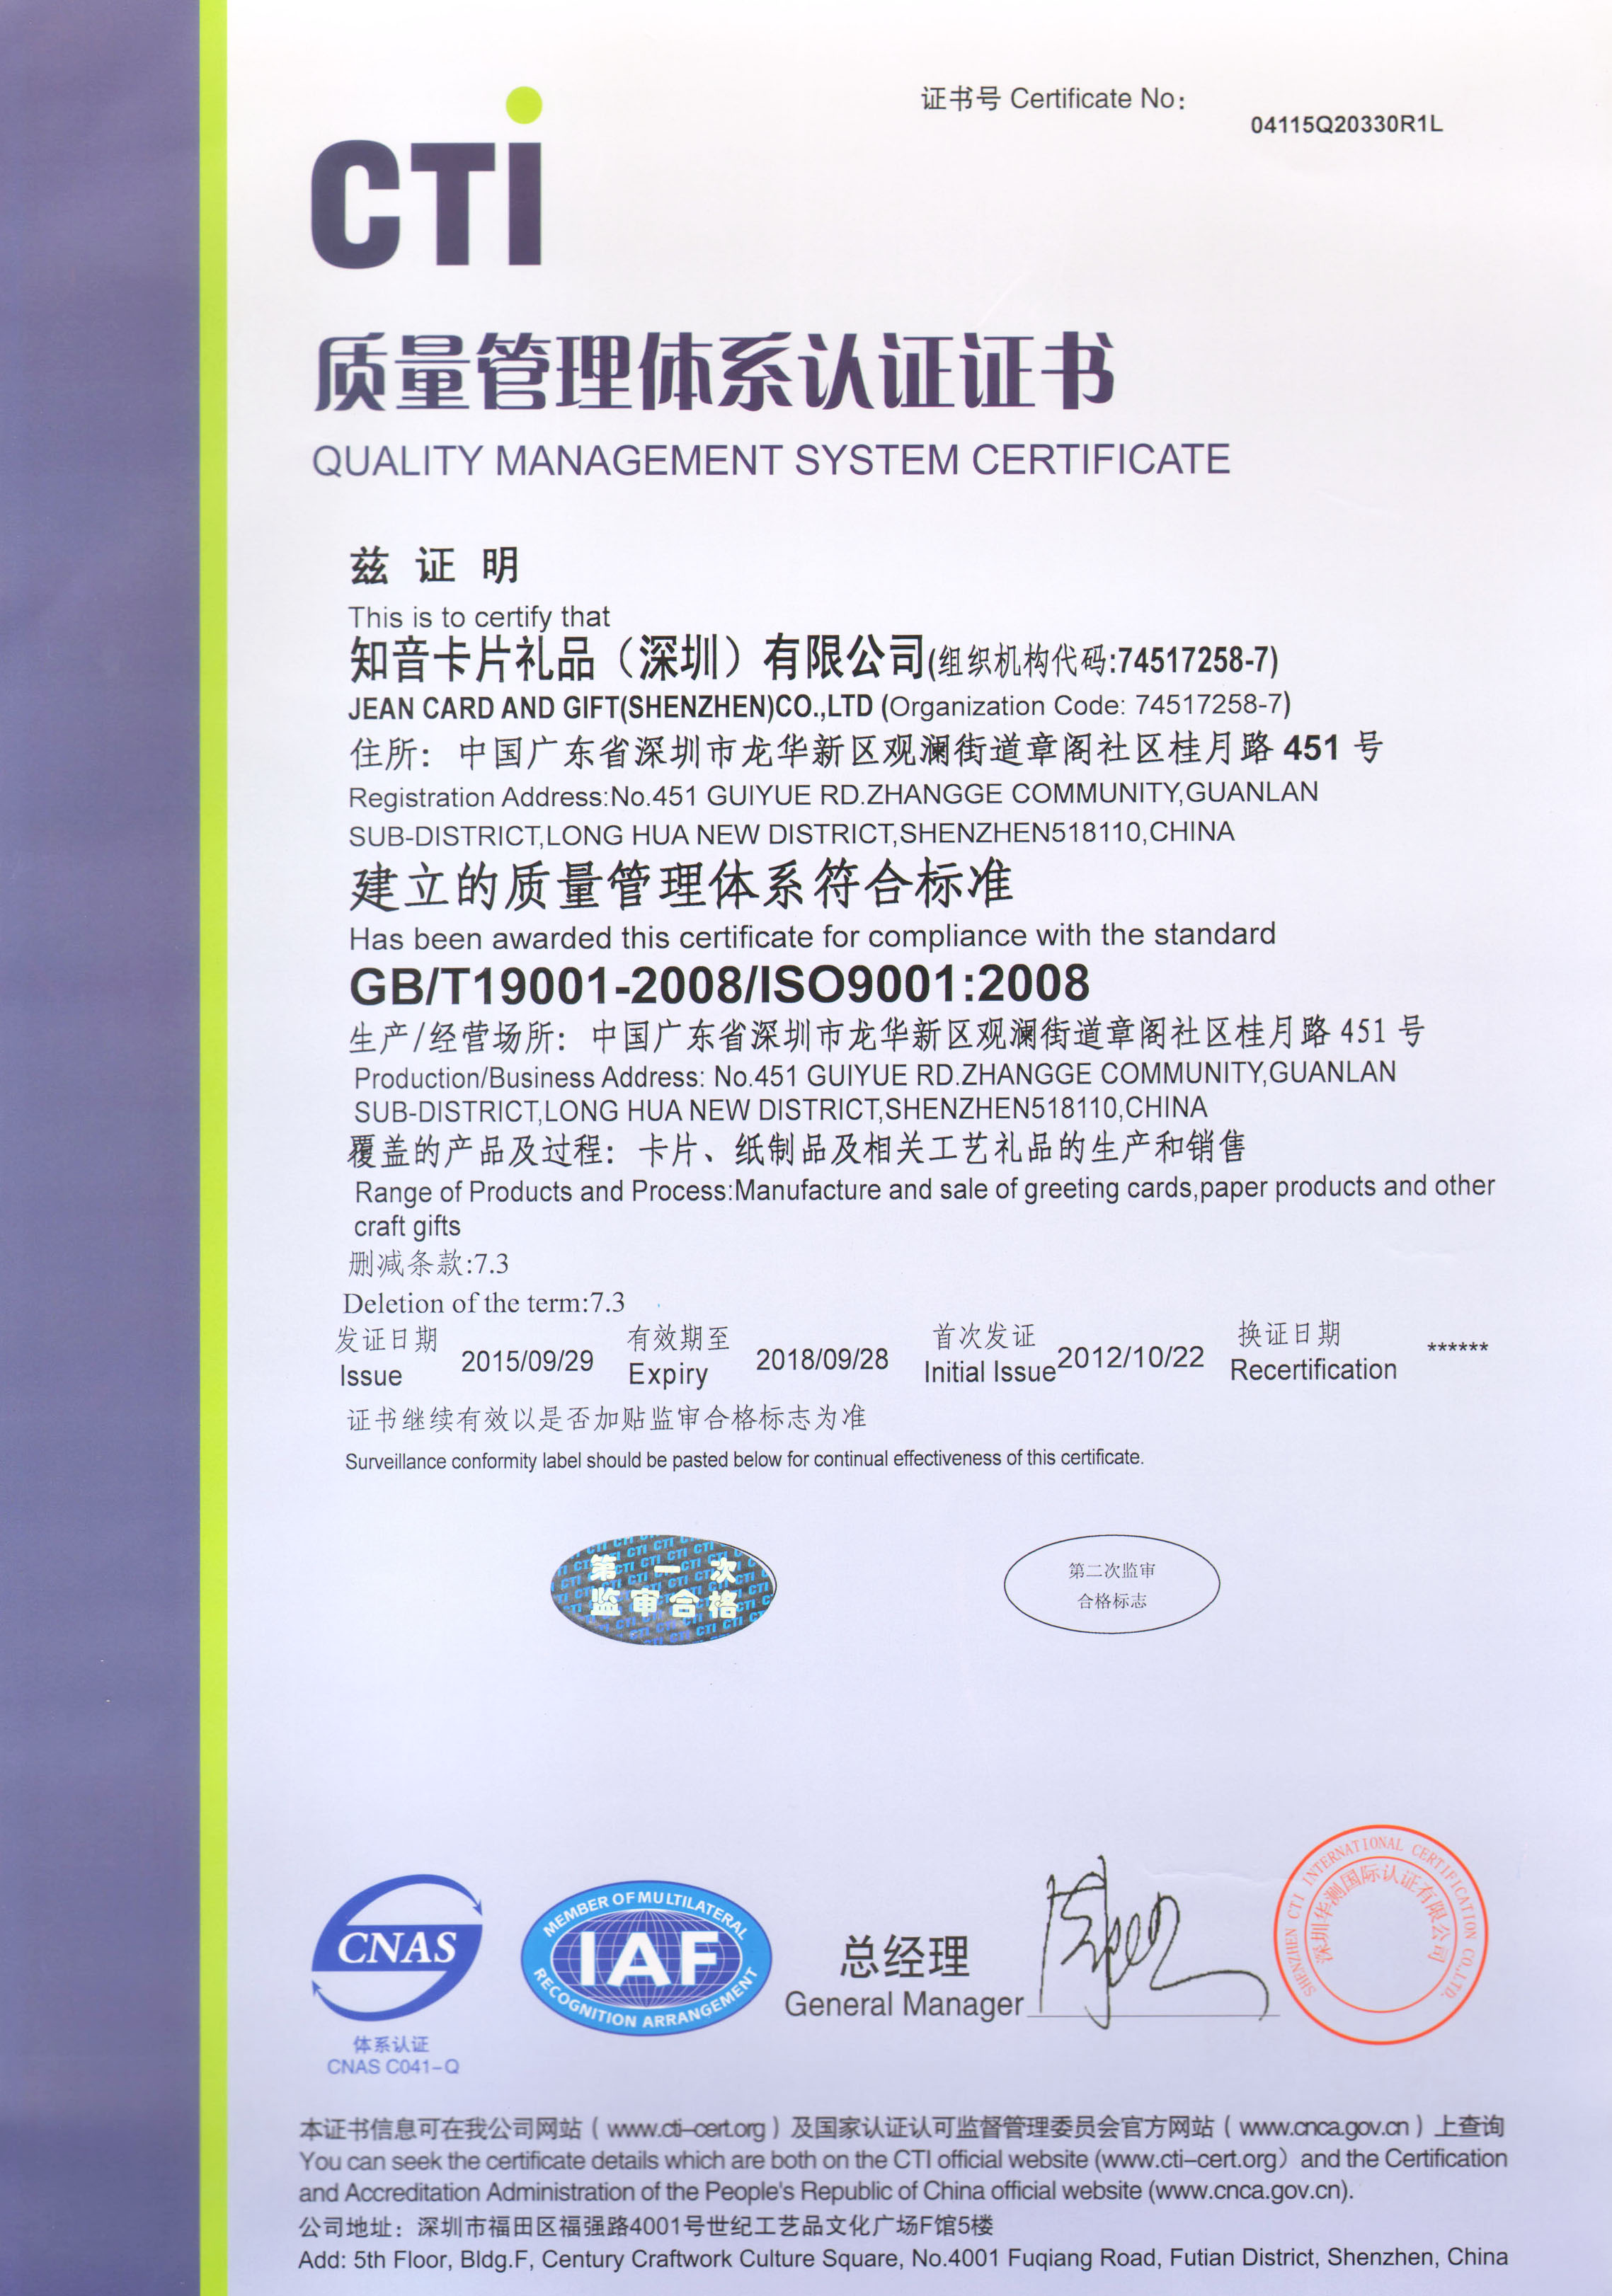 证书号 Certificate No：
04115Q20330R1L
CTi
质量管理体系认证证书
QUALITY MANAGEMENT SYSTEM CERTIFICATE
兹 证 明
This is to certify that
知音卡片礼品（深圳）有限公司(组织机构代码:74517258-7)
JEAN CARD AND GIFT(SHENZHEN)CO.,LTD (Organization Code: 74517258-7)
住所：中国广东省深圳市龙华新区观澜街道章阁社区桂月路 451 号
Registration Address:No.451 GUIYUE RD.ZHANGGE COMMUNITY,GUANLAN
SUB-DISTRICT,LONG HUA NEW DISTRICT,SHENZHEN518110,CHINA
建立的质量管理体系符合标准
Has been awarded this certificate for compliance with the standard
GB/T19001-2008/ISO9001:2008
生产/经营场所：中国广东省深圳市龙华新区观澜街道章阁社区桂月路 451 号
Production/Business Address: No.451 GUIYUE RD.ZHANGGE COMMUNITY,GUANLAN
SUB-DISTRICT,LONG HUA NEW DISTRICT,SHENZHEN518110,CHINA
覆盖的产品及过程：卡片、纸制品及相关工艺礼品的生产和销售
Range of Products and Process:Manufacture and sale of greeting cards,paper products and other
craft gifts
删减条款:7.3
Deletion of the term:7.3
发证日期 有效期至 首次发证 换证日期
Issue 2015/09/29 Expiry 2018/09/28 Initial Issue 2012/10/22 Recertification ******
证书继续有效以是否加贴监审合格标志为准
Surveillance conformity label should be pasted below for continual effectiveness of this certificate.
第一次
监审合格
第二次监审
合格标志
CNAS
体系认证
CNAS C041-Q
MEMBER OF MULTILATERAL
IAF
RECOGNITION ARRANGEMENT
总经理
General Manager
SHENZHEN CTI INTERNATIONAL CERTIFICATION CO.,LTD.
深圳华测国际认证有限公司
本证书信息可在我公司网站（www.cti-cert.org）及国家认证认可监督管理委员会官方网站（www.cnca.gov.cn）上查询
You can seek the certificate details which are both on the CTI official website (www.cti-cert.org）and the Certification
and Accreditation Administration of the People's Republic of China official website (www.cnca.gov.cn).
公司地址：深圳市福田区福强路4001号世纪工艺品文化广场F馆5楼
Add: 5th Floor, Bldg.F, Century Craftwork Culture Square, No.4001 Fuqiang Road, Futian District, Shenzhen, China